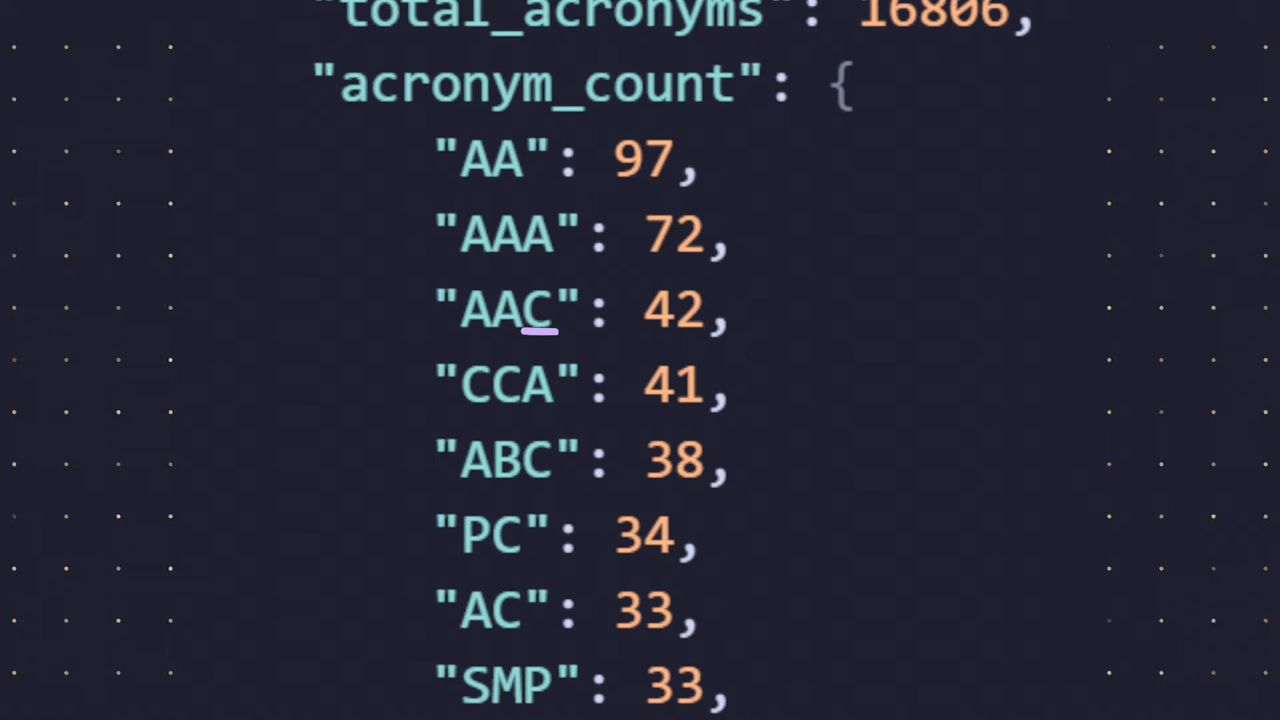 "total_acronyms": 16806,
"acronym_count": {
"AA": 97,
"AAA": 72,
"AAC": 42,
"CCA": 41,
"ABC": 38,
"PC": 34,
"AC": 33,
"SMP": 33,